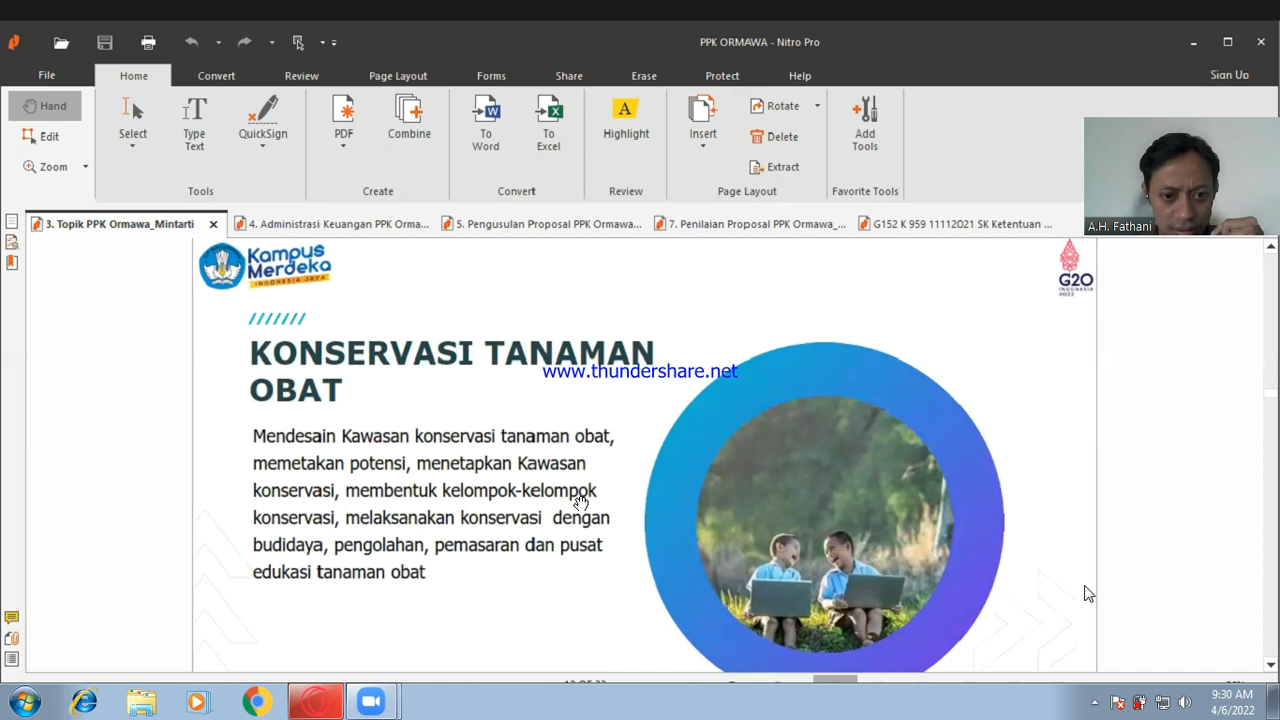 PPK ORMAWA - Nitro Pro
File
Home
Convert
Review
Page Layout
Forms
Share
Erase
Protect
Help
Sign Up
Hand
Edit
Zoom
Select
Type
Text
QuickSign
Tools
PDF
Combine
Create
To
Word
To
Excel
Convert
Highlight
Review
Insert
Rotate
Delete
Extract
Page Layout
Add
Tools
Favorite Tools
A.H. Fathani
3. Topik PPK Ormawa_Mintarti
4. Administrasi Keuangan PPK Orma...
5. Pengusulan Proposal PPK Ormawa...
7. Penilaian Proposal PPK Ormawa_...
G152 K 959 11112021 SK Ketentuan ...
Kampus
Merdeka
INDONESIA JAYA
G20
INDONESIA
2022
KONSERVASI TANAMAN
OBAT
www.thundershare.net
Mendesain Kawasan konservasi tanaman obat,
memetakan potensi, menetapkan Kawasan
konservasi, membentuk kelompok-kelompok
konservasi, melaksanakan konservasi dengan
budidaya, pengolahan, pemasaran dan pusat
edukasi tanaman obat
9:30 AM
4/6/2022